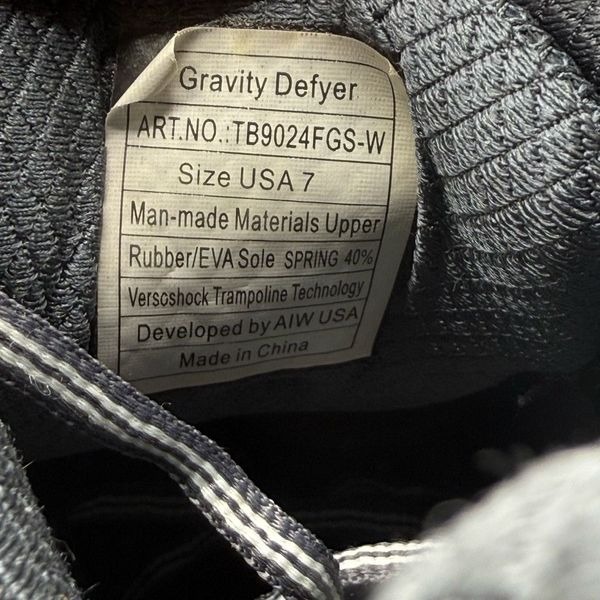 Gravity Defyer
ART.NO.:TB9024FGS-W
Size USA 7
Man-made Materials Upper
Rubber/EVA Sole SPRING 40%
Versoshock Trampoline Technology
Developed by AIW USA
Made in China